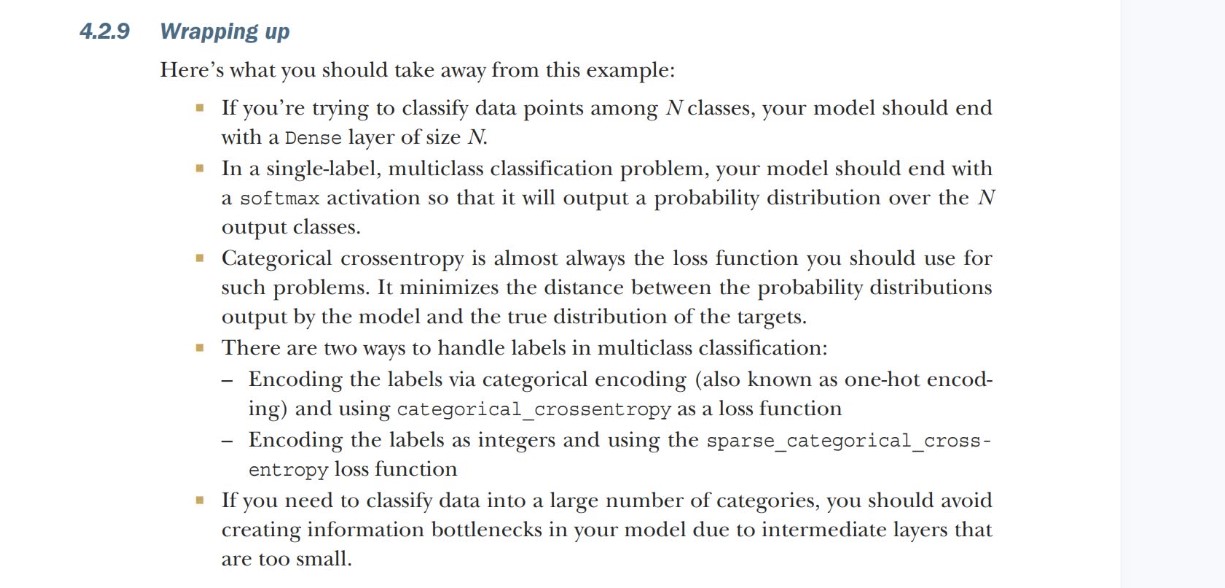 4.2.9 Wrapping up
Here's what you should take away from this example:
▪ If you're trying to classify data points among N classes, your model should end
with a Dense layer of size N.
▪ In a single-label, multiclass classification problem, your model should end with
a softmax activation so that it will output a probability distribution over the N
output classes.
▪ Categorical crossentropy is almost always the loss function you should use for
such problems. It minimizes the distance between the probability distributions
output by the model and the true distribution of the targets.
▪ There are two ways to handle labels in multiclass classification:
– Encoding the labels via categorical encoding (also known as one-hot encod-
ing) and using categorical_crossentropy as a loss function
– Encoding the labels as integers and using the sparse_categorical_cross-
entropy loss function
▪ If you need to classify data into a large number of categories, you should avoid
creating information bottlenecks in your model due to intermediate layers that
are too small.